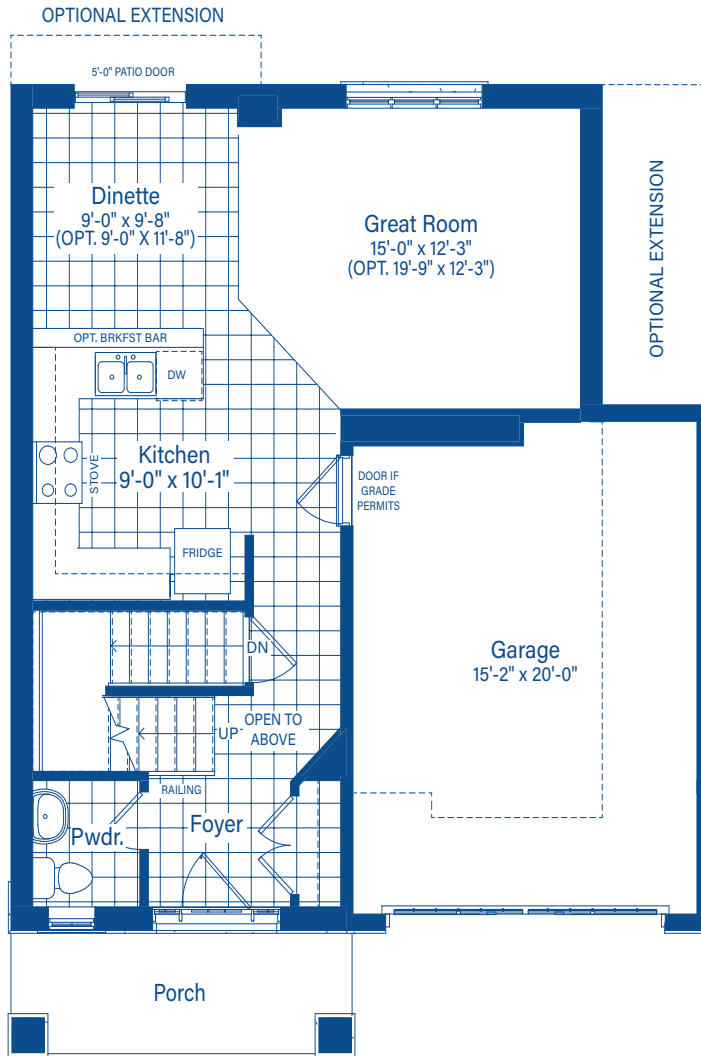 OPTIONAL EXTENSION
5'-0" PATIO DOOR
Dinette
9'-0" x 9'-8"
(OPT. 9'-0" X 11'-8")
Great Room
15'-0" x 12'-3"
(OPT. 19'-9" x 12'-3")
OPTIONAL EXTENSION
OPT. BRKFST BAR
DW
Kitchen
9'-0" x 10'-1"
STOVE
DOOR IF
GRADE
PERMITS
FRIDGE
DN
Garage
15'-2" x 20'-0"
UP
OPEN TO
ABOVE
RAILING
Pwdr.
Foyer
Porch